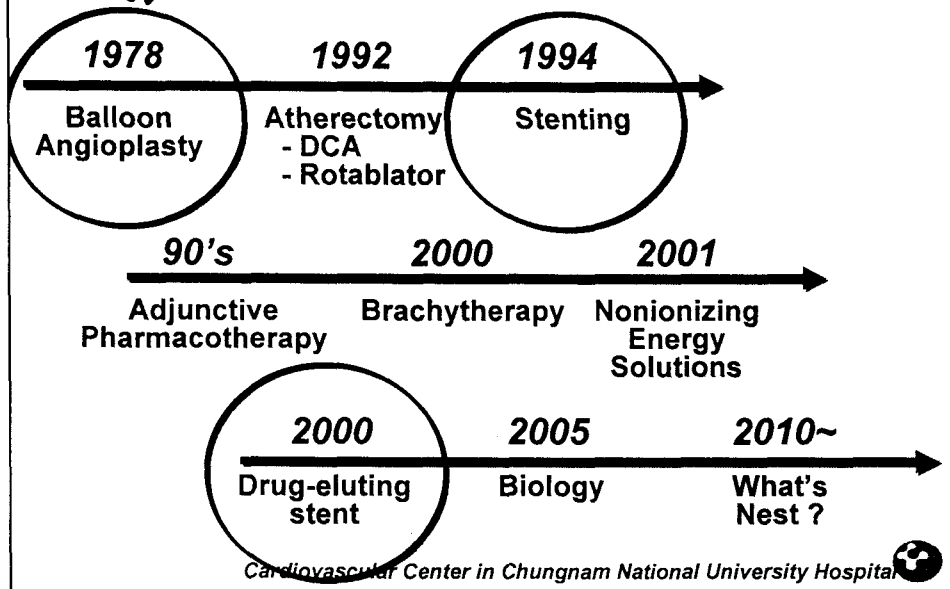 1978 1992 1994
Balloon Atherectomy Stenting
Angioplasty - DCA
- Rotablator
90's 2000 2001
Adjunctive Brachytherapy Nonionizing
Pharmacotherapy Energy
Solutions
2000 2005 2010~
Drug-eluting Biology What's
stent Nest ?
Cardiovascular Center in Chungnam National University Hospital